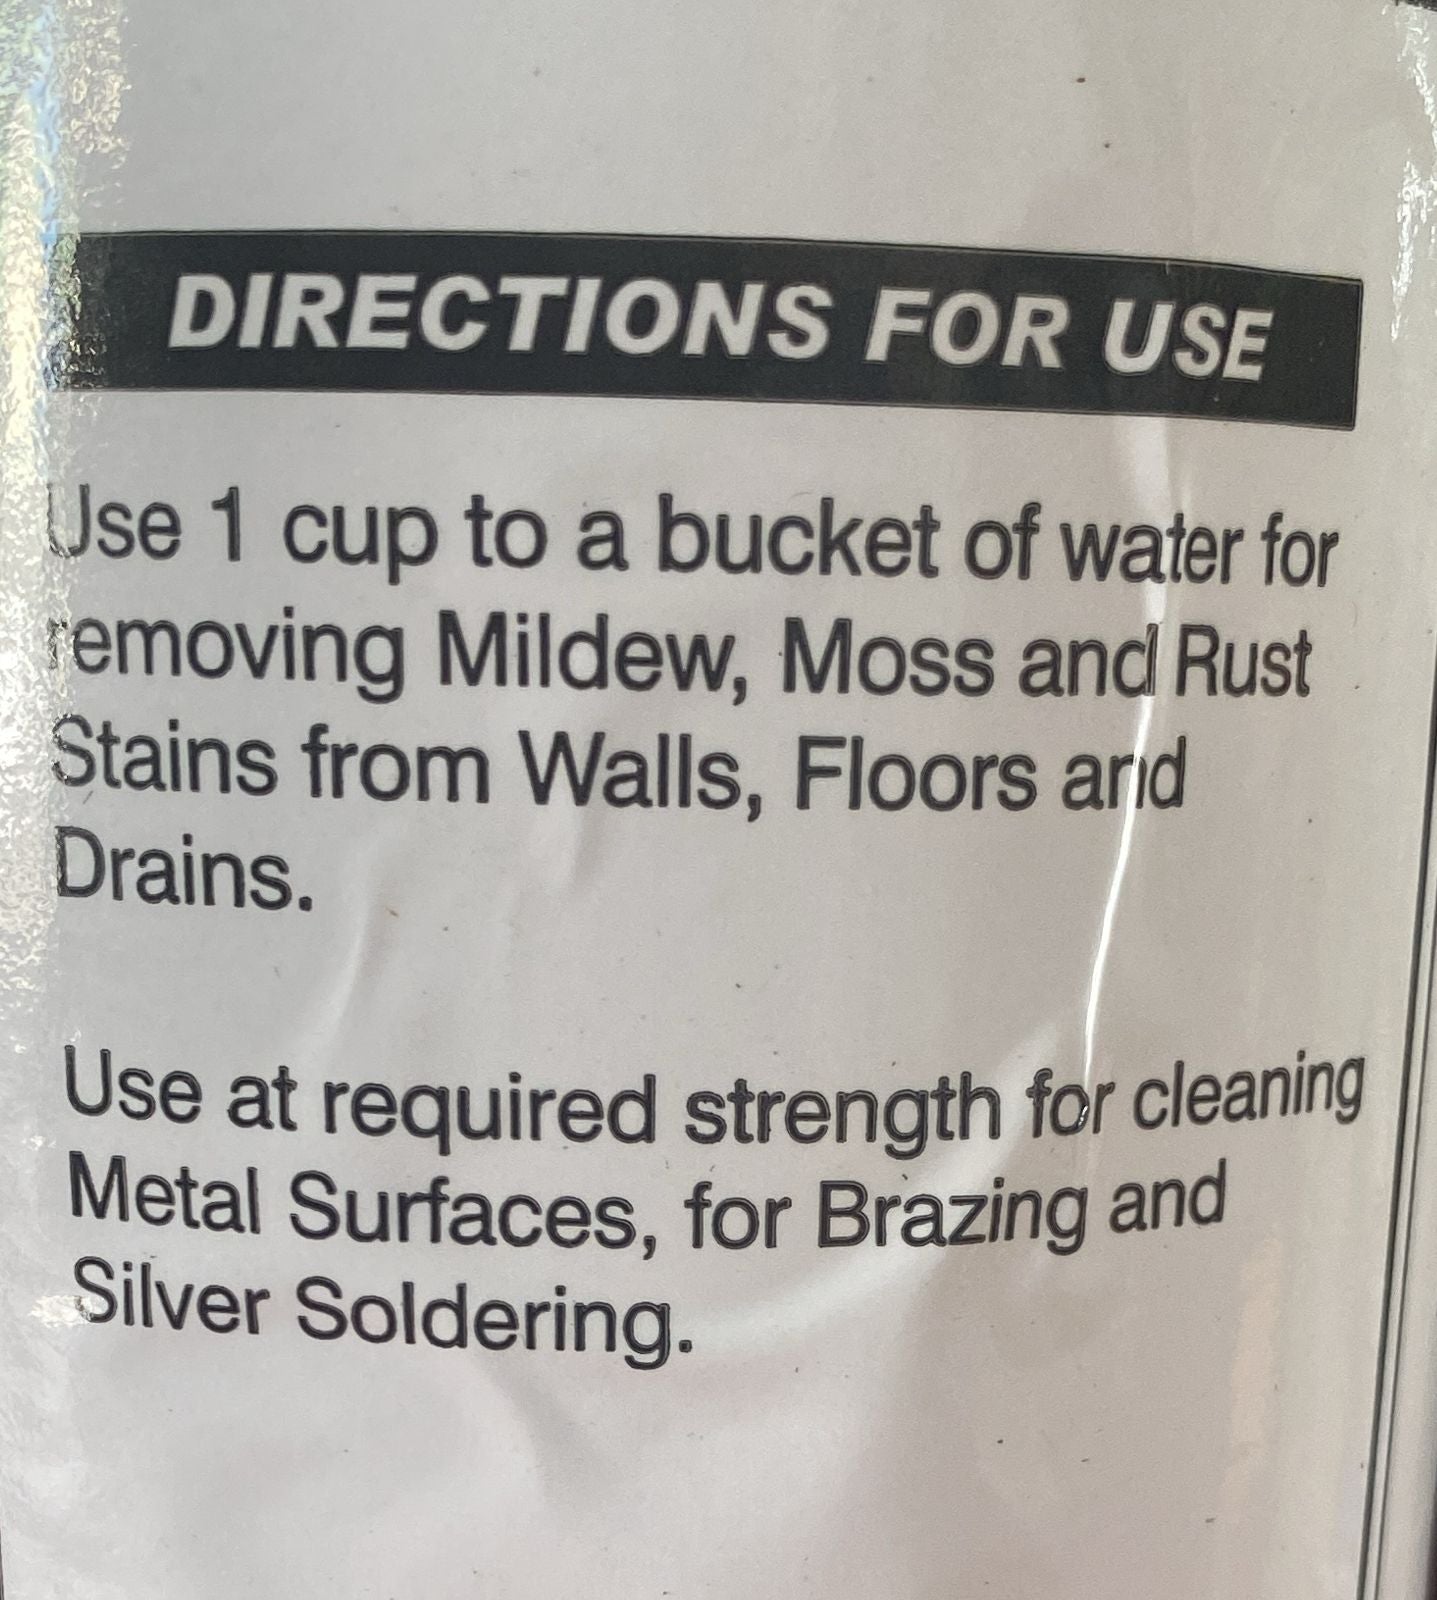 DIRECTIONS FOR USE
Use 1 cup to a bucket of water for
removing Mildew, Moss and Rust
Stains from Walls, Floors and
Drains.
Use at required strength for cleaning
Metal Surfaces, for Brazing and
Silver Soldering.